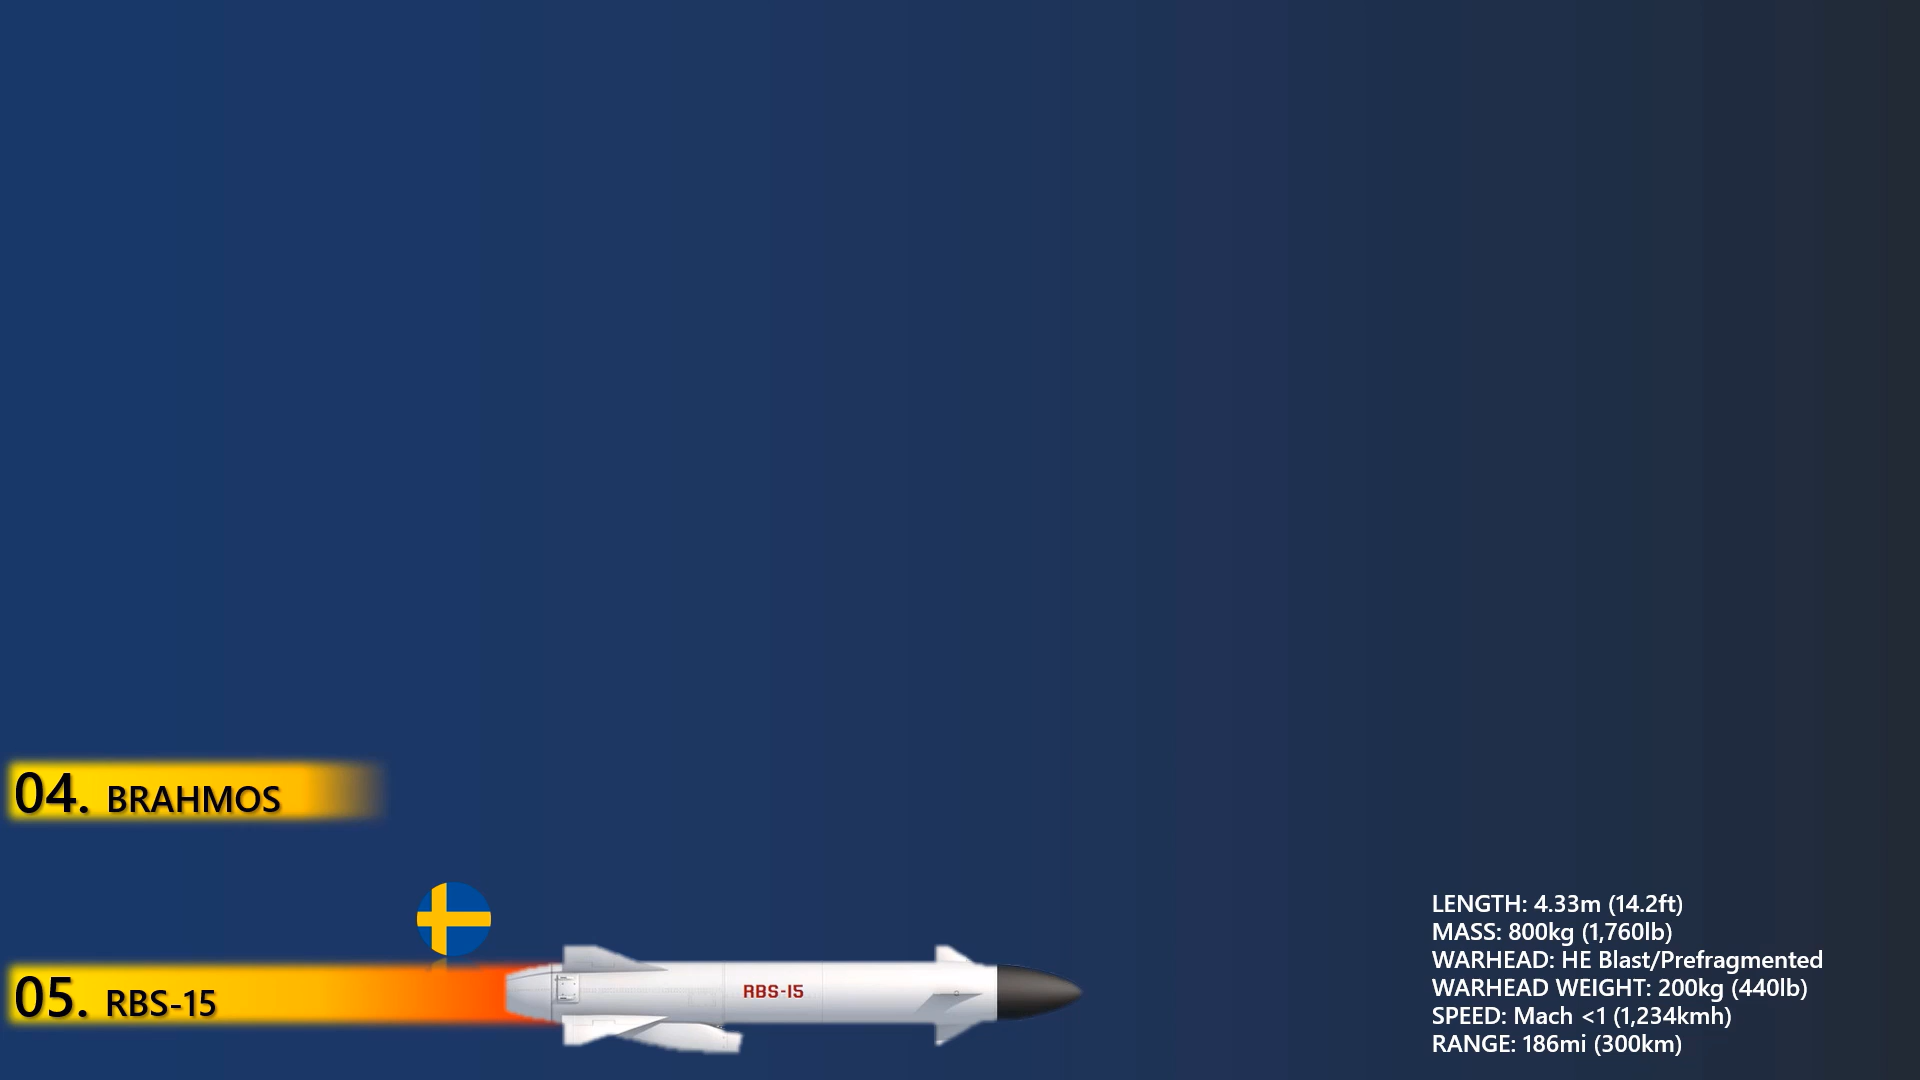 04. BRAHMOS
05. RBS-15
RBS-15
LENGTH: 4.33m (14.2ft)
MASS: 800kg (1,760lb)
WARHEAD: HE Blast/Prefragmented
WARHEAD WEIGHT: 200kg (440lb)
SPEED: Mach <1 (1,234kmh)
RANGE: 186mi (300km)